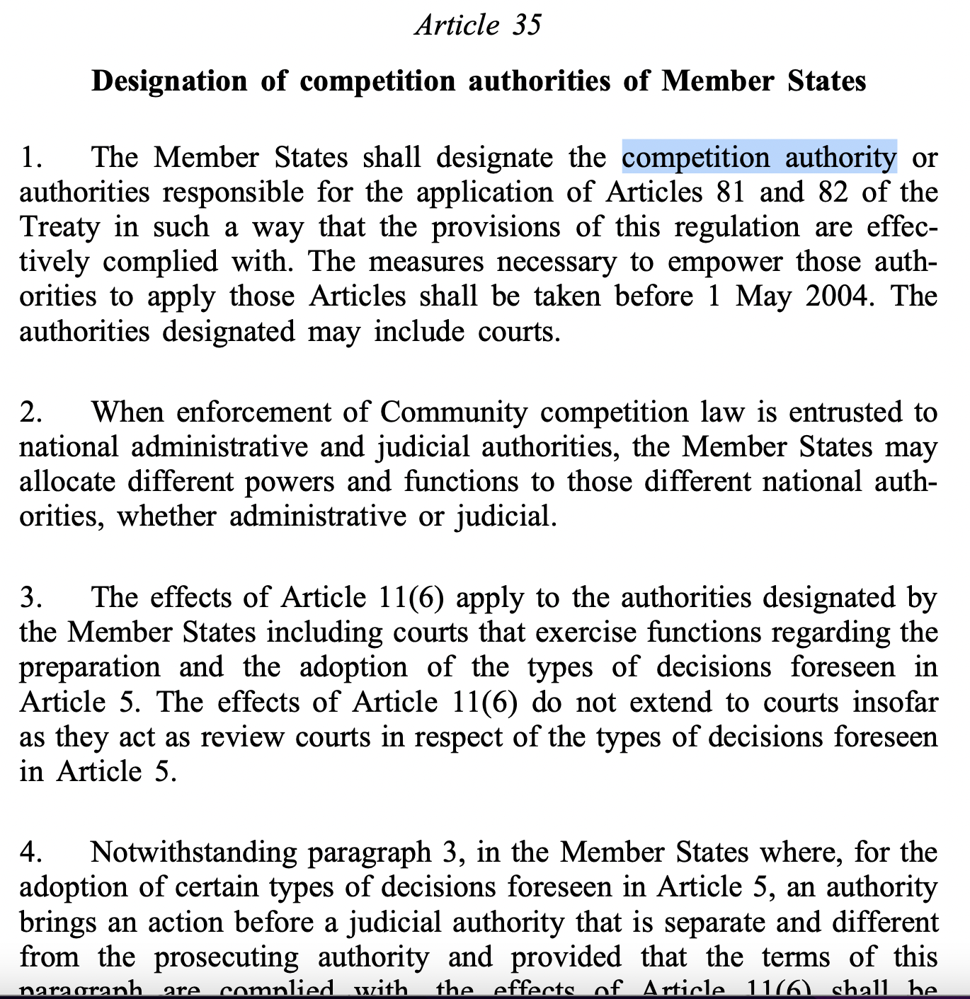 Article 35
Designation of competition authorities of Member States
1. The Member States shall designate the competition authority or
authorities responsible for the application of Articles 81 and 82 of the
Treaty in such a way that the provisions of this regulation are effec-
tively complied with. The measures necessary to empower those auth-
orities to apply those Articles shall be taken before 1 May 2004. The
authorities designated may include courts.
2. When enforcement of Community competition law is entrusted to
national administrative and judicial authorities, the Member States may
allocate different powers and functions to those different national auth-
orities, whether administrative or judicial.
3. The effects of Article 11(6) apply to the authorities designated by
the Member States including courts that exercise functions regarding the
preparation and the adoption of the types of decisions foreseen in
Article 5. The effects of Article 11(6) do not extend to courts insofar
as they act as review courts in respect of the types of decisions foreseen
in Article 5.
4. Notwithstanding paragraph 3, in the Member States where, for the
adoption of certain types of decisions foreseen in Article 5, an authority
brings an action before a judicial authority that is separate and different
from the prosecuting authority and provided that the terms of this
paragraph are complied with the effects of Article 11(6) shall be